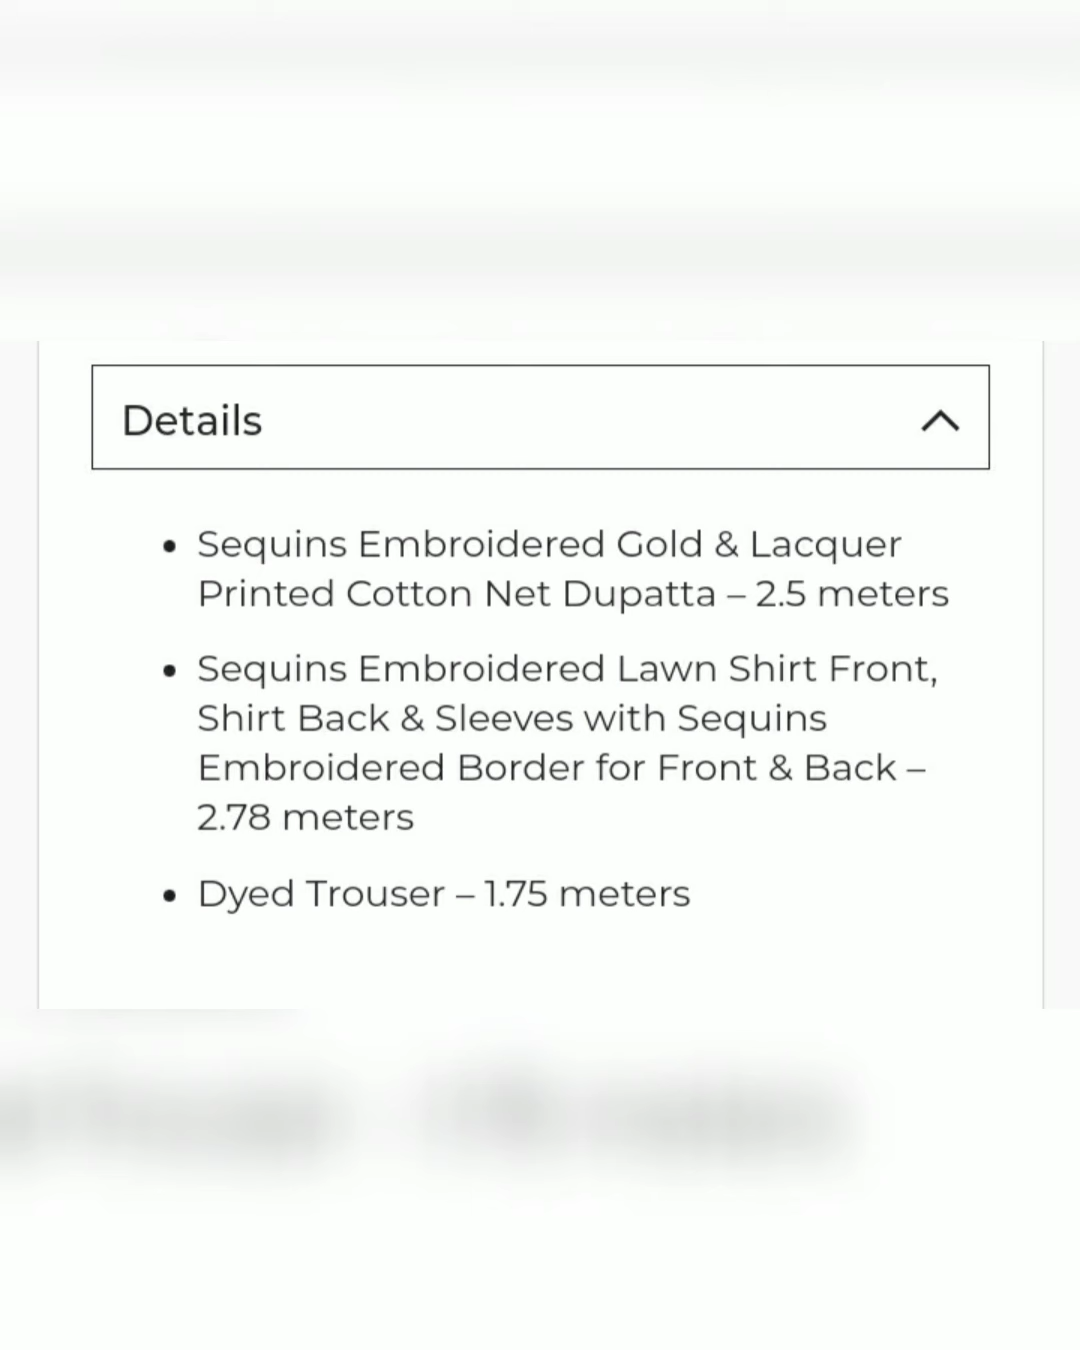 Details
• Sequins Embroidered Gold & Lacquer
Printed Cotton Net Dupatta – 2.5 meters
• Sequins Embroidered Lawn Shirt Front,
Shirt Back & Sleeves with Sequins
Embroidered Border for Front & Back –
2.78 meters
• Dyed Trouser – 1.75 meters